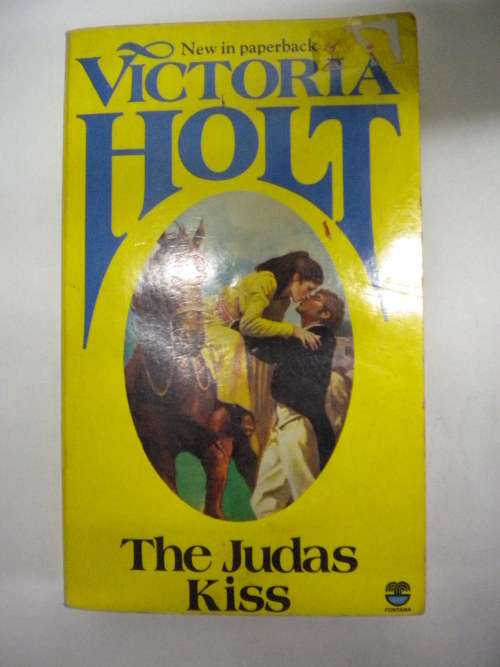 New in paperback
VICTORIA
HOLT
The Judas
Kiss
FONTANA